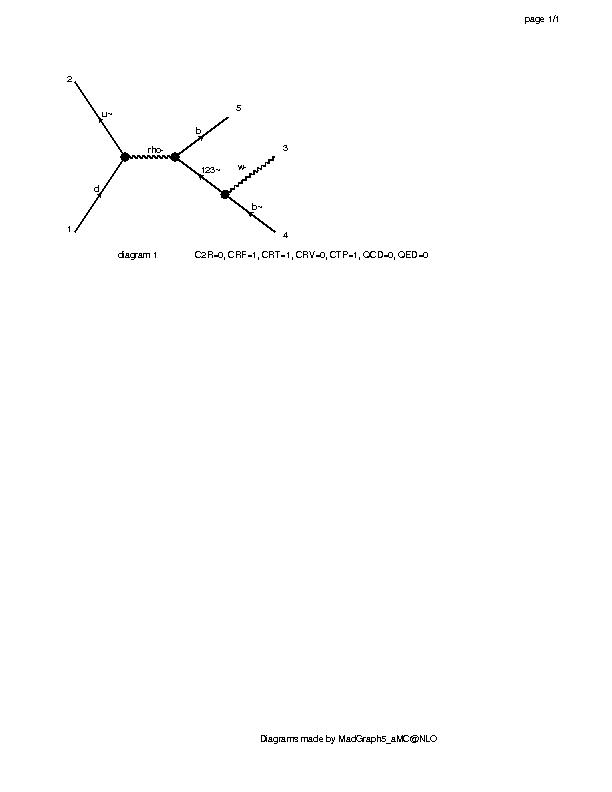 page 1/1
2
u~
5
b
rho-
3
w-
123~
d
b~
1
4
diagram 1 C2R=0, CRF=1, CRT=1, CRV=0, CTP=1, QCD=0, QED=0
Diagrams made by MadGraph5_aMC@NLO